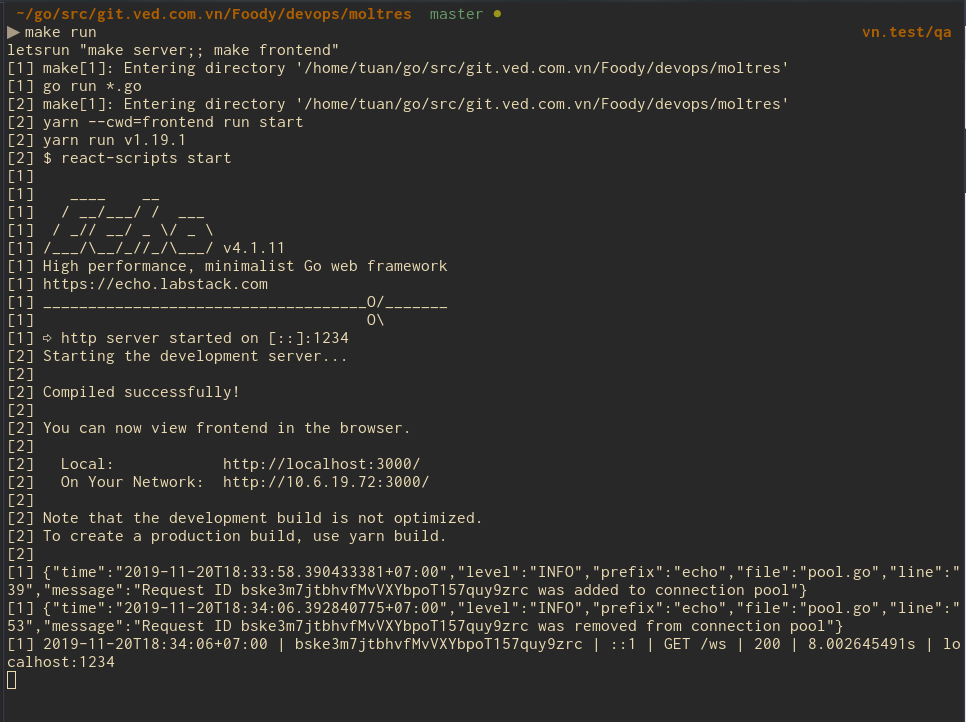 ~/go/src/git.ved.com.vn/Foody/devops/moltres  master ●
▶ make run vn.test/qa
letsrun "make server;; make frontend"
[1] make[1]: Entering directory '/home/tuan/go/src/git.ved.com.vn/Foody/devops/moltres'
[1] go run *.go
[2] make[1]: Entering directory '/home/tuan/go/src/git.ved.com.vn/Foody/devops/moltres'
[2] yarn --cwd=frontend run start
[2] yarn run v1.19.1
[2] $ react-scripts start
[1]
[1]    ____    __
[1]   / __/___/ /  ___
[1]  / _// __/ _ \/ _ \
[1] /___/\__/_//_/\___/ v4.1.11
[1] High performance, minimalist Go web framework
[1] https://echo.labstack.com
[1] ____________________________________O/_______
[1]                                     O\
[1] ⇨ http server started on [::]:1234
[2] Starting the development server...
[2]
[2] Compiled successfully!
[2]
[2] You can now view frontend in the browser.
[2]
[2]   Local:            http://localhost:3000/
[2]   On Your Network:  http://10.6.19.72:3000/
[2]
[2] Note that the development build is not optimized.
[2] To create a production build, use yarn build.
[2]
[1] {"time":"2019-11-20T18:33:58.390433381+07:00","level":"INFO","prefix":"echo","file":"pool.go","line":"
39","message":"Request ID bske3m7jtbhvfMvVXYbpoT157quy9zrc was added to connection pool"}
[1] {"time":"2019-11-20T18:34:06.392840775+07:00","level":"INFO","prefix":"echo","file":"pool.go","line":"
53","message":"Request ID bske3m7jtbhvfMvVXYbpoT157quy9zrc was removed from connection pool"}
[1] 2019-11-20T18:34:06+07:00 | bske3m7jtbhvfMvVXYbpoT157quy9zrc | ::1 | GET /ws | 200 | 8.002645491s | lo
calhost:1234